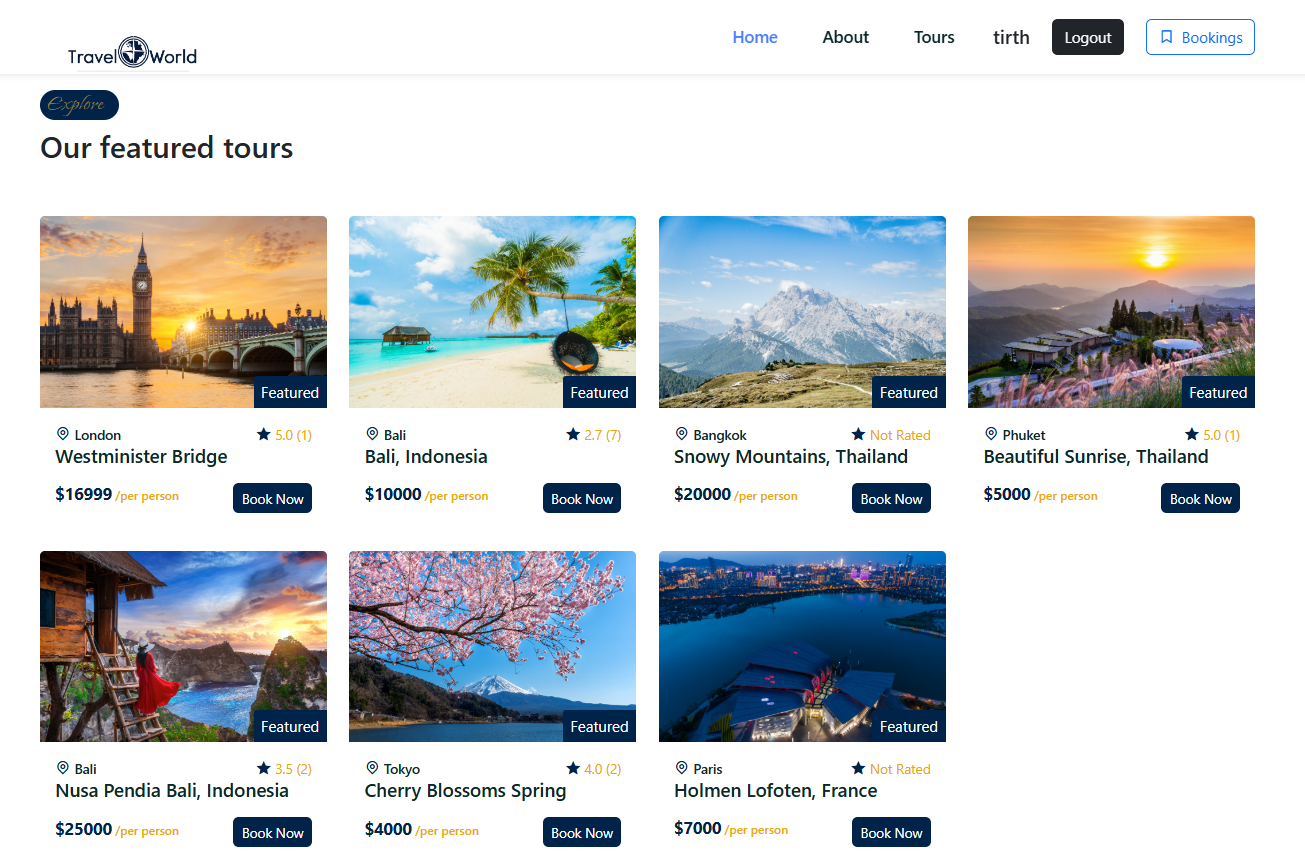 Travel World
Home About Tours tirth Logout Bookings
Explore
Our featured tours
Featured Featured Featured Featured
London 5.0 (1)
Westminister Bridge
$16999 /per person Book Now
Bali 2.7 (7)
Bali, Indonesia
$10000 /per person Book Now
Bangkok Not Rated
Snowy Mountains, Thailand
$20000 /per person Book Now
Phuket 5.0 (1)
Beautiful Sunrise, Thailand
$5000 /per person Book Now
Featured Featured Featured
Bali 3.5 (2)
Nusa Pendia Bali, Indonesia
$25000 /per person Book Now
Tokyo 4.0 (2)
Cherry Blossoms Spring
$4000 /per person Book Now
Paris Not Rated
Holmen Lofoten, France
$7000 /per person Book Now